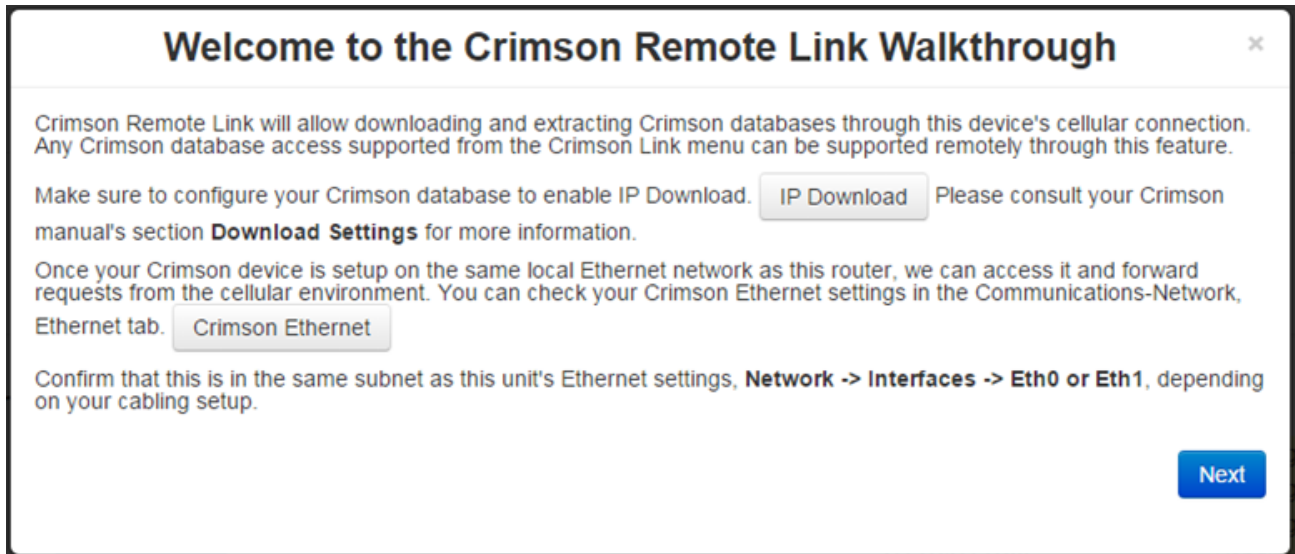 Welcome to the Crimson Remote Link Walkthrough
×
Crimson Remote Link will allow downloading and extracting Crimson databases through this device's cellular connection.
Any Crimson database access supported from the Crimson Link menu can be supported remotely through this feature.
Make sure to configure your Crimson database to enable IP Download. IP Download Please consult your Crimson
manual's section Download Settings for more information.
Once your Crimson device is setup on the same local Ethernet network as this router, we can access it and forward
requests from the cellular environment. You can check your Crimson Ethernet settings in the Communications-Network,
Ethernet tab. Crimson Ethernet
Confirm that this is in the same subnet as this unit's Ethernet settings, Network -> Interfaces -> Eth0 or Eth1, depending
on your cabling setup.
Next